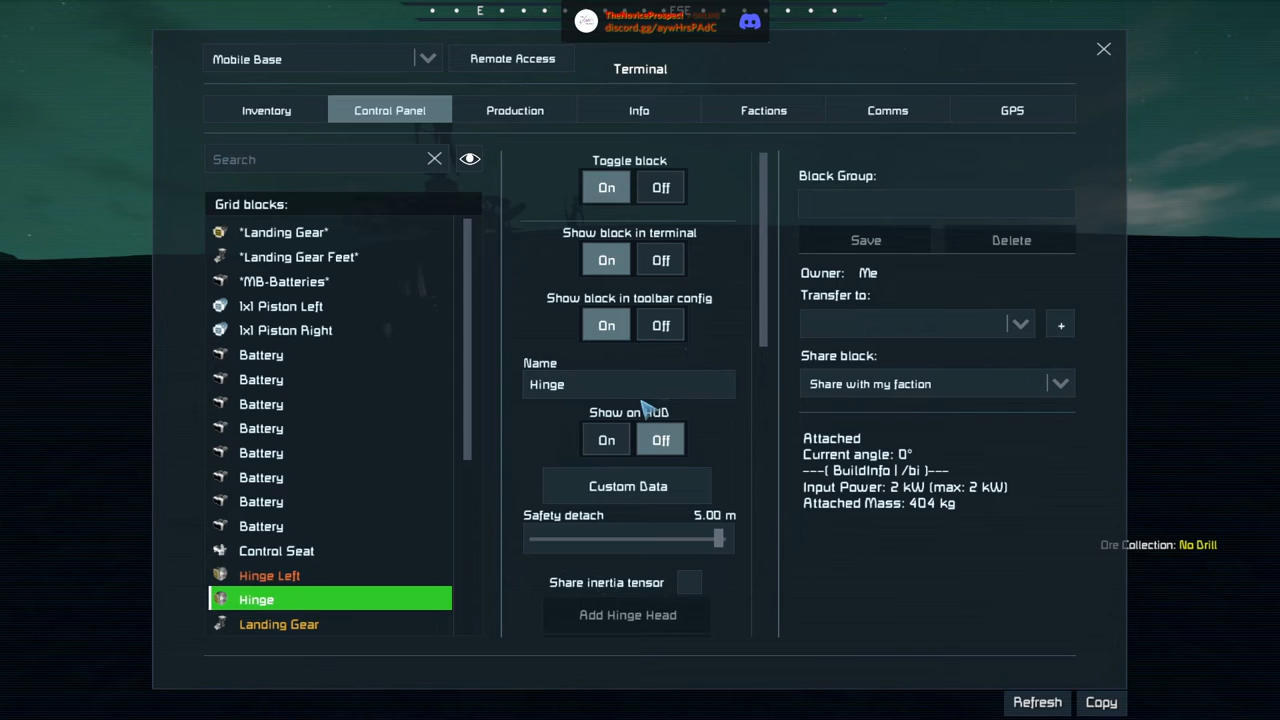 E
ESE
TheNoviceProspect
discord.gg/aywHrsPAdC
Mobile Base
Remote Access
Terminal
Inventory
Control Panel
Production
Info
Factions
Comms
GPS
Search
Grid blocks:
*Landing Gear*
*Landing Gear Feet*
*MB-Batteries*
1x1 Piston Left
1x1 Piston Right
Battery
Battery
Battery
Battery
Battery
Battery
Battery
Battery
Control Seat
Hinge Left
Hinge
Landing Gear
Toggle block
On Off
Show block in terminal
On Off
Show block in toolbar config
On Off
Name
Hinge
Show on HUD
On Off
Custom Data
Safety detach 5.00 m
Share inertia tensor
Add Hinge Head
Block Group:
Save Delete
Owner: Me
Transfer to:
+
Share block:
Share with my faction
Attached
Current angle: 0°
---( BuildInfo | /bi )---
Input Power: 2 kW (max: 2 kW)
Attached Mass: 404 kg
Ore Collection: No Drill
Refresh Copy